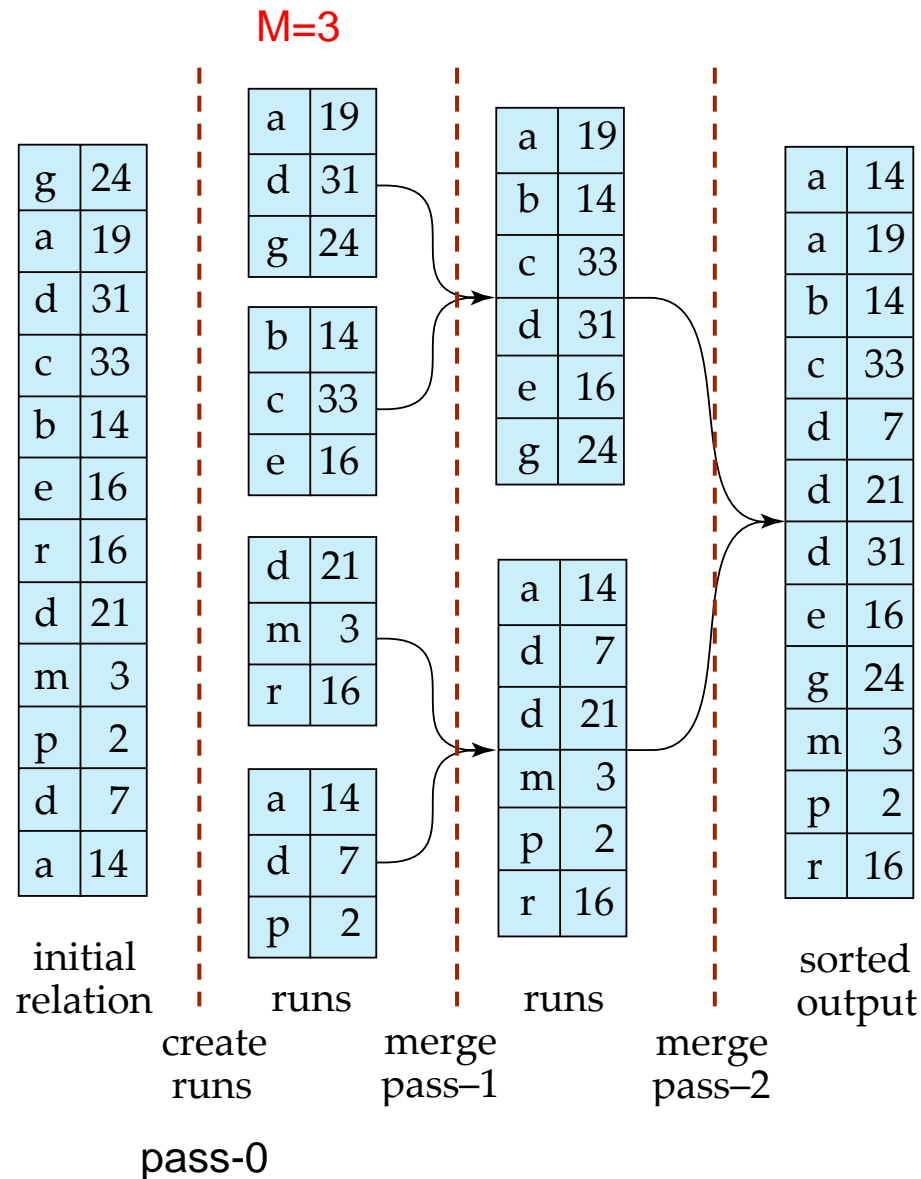 M=3
g 24
a 19
d 31
c 33
b 14
e 16
r 16
d 21
m 3
p 2
d 7
a 14
initial
relation
create
runs
pass-0
a 19
d 31
g 24
b 14
c 33
e 16
d 21
m 3
r 16
a 14
d 7
p 2
runs
merge
pass–1
a 19
b 14
c 33
d 31
e 16
g 24
a 14
d 7
d 21
m 3
p 2
r 16
runs
merge
pass–2
a 14
a 19
b 14
c 33
d 7
d 21
d 31
e 16
g 24
m 3
p 2
r 16
sorted
output